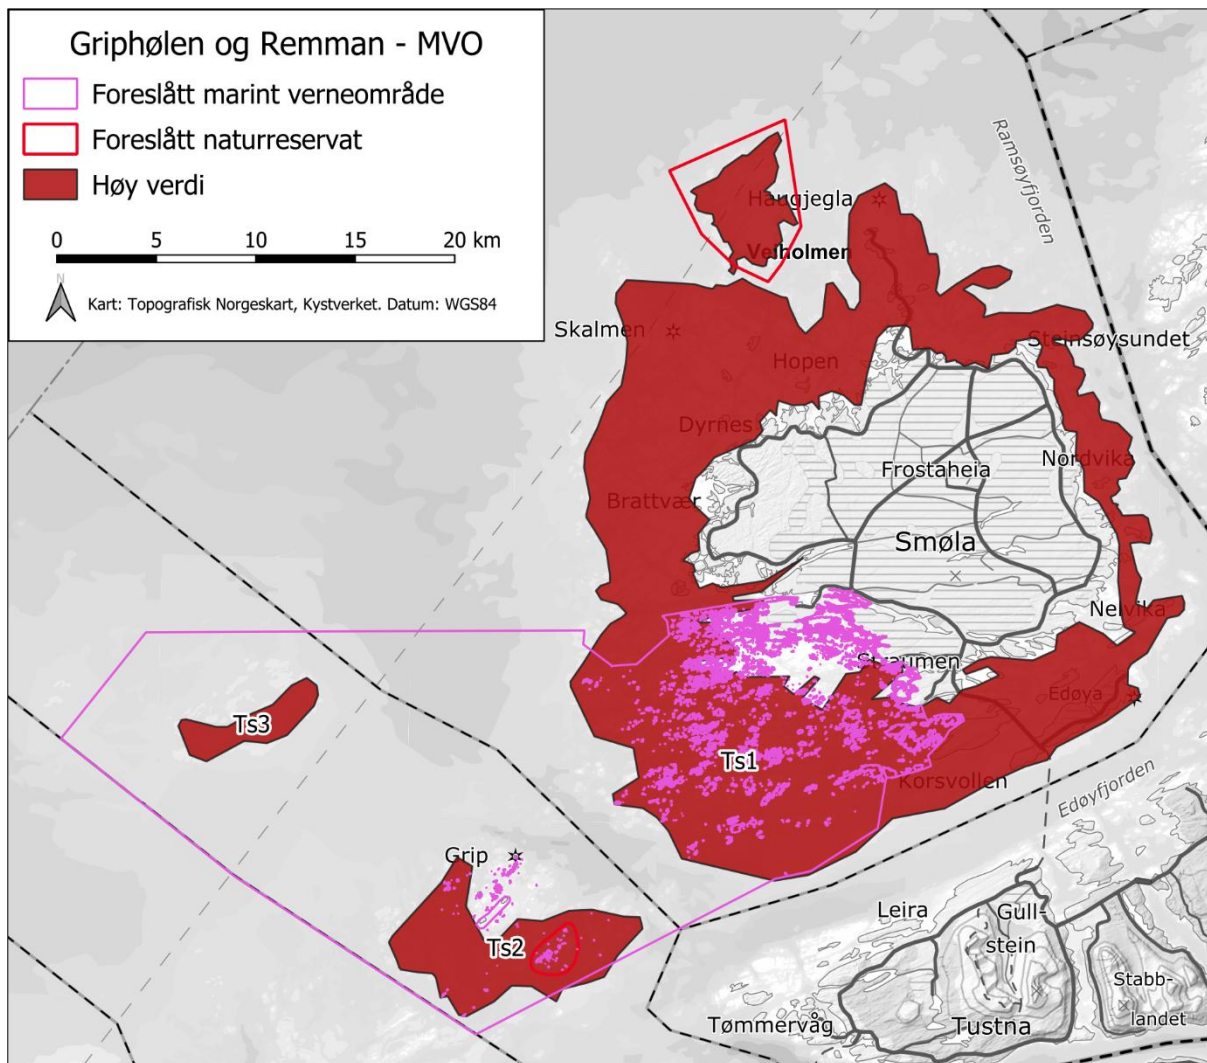 Griphølen og Remman - MVO
Foreslått marint verneområde
Foreslått naturreservat
Høy verdi
0 5 10 15 20 km
N
Kart: Topografisk Norgeskart, Kystverket. Datum: WGS84
Ramsøyfjorden
Haugjegla
Veiholmen
Skalmen
Steinsøysundet
Hopen
Dyrnes
Frostaheia
Nordvika
Brattvær
Smøla
Nelvika
Straumen
Edøya
Ts3
Ts1
Korsvollen
Edøyfjorden
Grip
Leira
Gull-
stein
Ts2
Stabb-
landet
Tømmervåg
Tustna